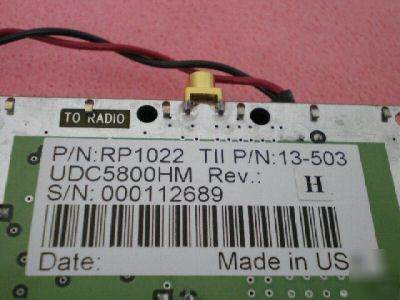 TO RADIO
P/N:RP1022 TII P/N:13-503
UDC5800HM Rev.: H
S/N: 000112689
Date: Made in US